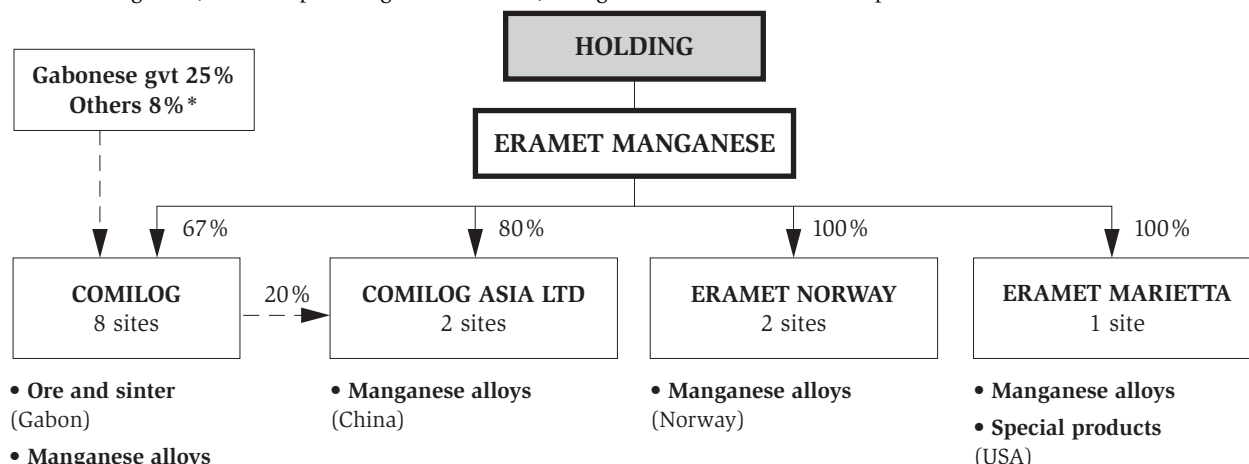 HOLDING
Gabonese gvt 25%
Others 8%*
ERAMET MANGANESE
67%
80%
100%
100%
COMILOG
8 sites
20%
COMILOG ASIA LTD
2 sites
ERAMET NORWAY
2 sites
ERAMET MARIETTA
1 site
• Ore and sinter
(Gabon)
• Manganese alloys
• Manganese alloys
(China)
• Manganese alloys
(Norway)
• Manganese alloys
• Special products
(USA)